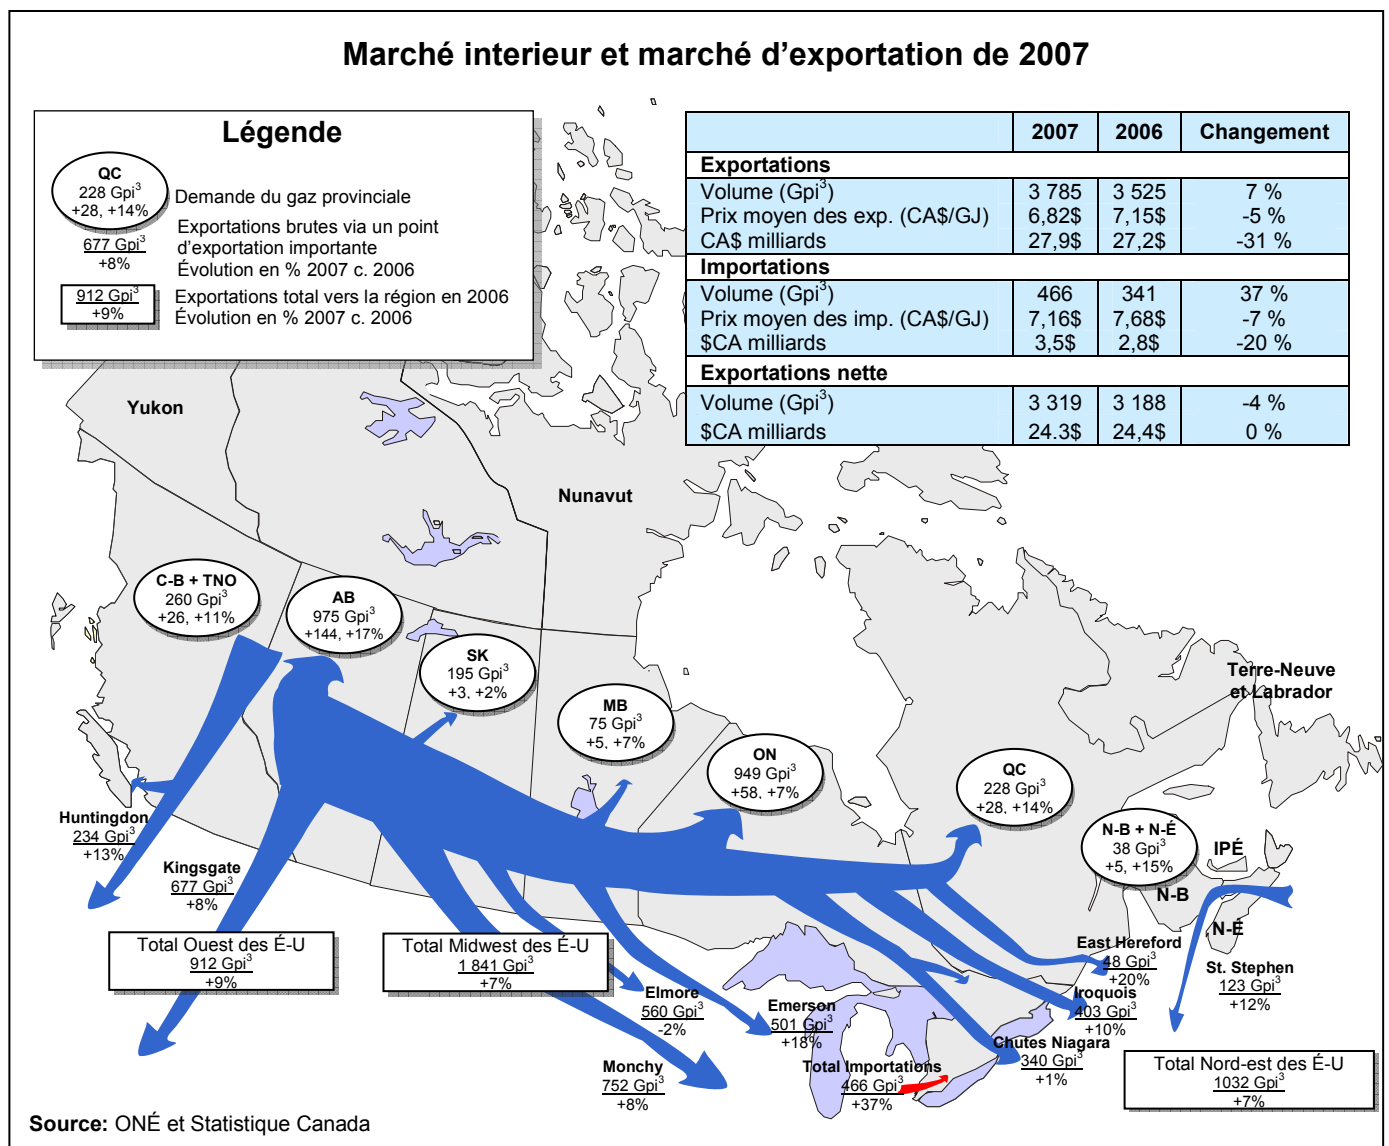 Marché interieur et marché d'exportation de 2007
Légende
QC
228 Gpi³
+28, +14%
Demande du gaz provinciale
677 Gpi³
+8%
Exportations brutes via un point
d'exportation importante
Évolution en % 2007 c. 2006
912 Gpi³
+9%
Exportations total vers la région en 2006
Évolution en % 2007 c. 2006
2007 2006 Changement
Exportations
Volume (Gpi³) 3 785 3 525 7 %
Prix moyen des exp. (CA$/GJ) 6,82$ 7,15$ -5 %
CA$ milliards 27,9$ 27,2$ -31 %
Importations
Volume (Gpi³) 466 341 37 %
Prix moyen des imp. (CA$/GJ) 7,16$ 7,68$ -7 %
$CA milliards 3,5$ 2,8$ -20 %
Exportations nette
Volume (Gpi³) 3 319 3 188 -4 %
$CA milliards 24.3$ 24,4$ 0 %
Yukon
Nunavut
C-B + TNO
260 Gpi³
+26, +11%
AB
975 Gpi³
+144, +17%
SK
195 Gpi³
+3, +2%
MB
75 Gpi³
+5, +7%
ON
949 Gpi³
+58, +7%
QC
228 Gpi³
+28, +14%
Terre-Neuve
et Labrador
N-B + N-É
38 Gpi³
+5, +15%
IPÉ
N-B
N-É
Huntingdon
234 Gpi³
+13%
Kingsgate
677 Gpi³
+8%
Total Ouest des É-U
912 Gpi³
+9%
Total Midwest des É-U
1 841 Gpi³
+7%
Elmore
560 Gpi³
-2%
Monchy
752 Gpi³
+8%
Emerson
501 Gpi³
+18%
Total Importations
466 Gpi³
+37%
Chutes Niagara
340 Gpi³
+1%
East Hereford
48 Gpi³
+20%
Iroquois
403 Gpi³
+10%
St. Stephen
123 Gpi³
+12%
Total Nord-est des É-U
1032 Gpi³
+7%
Source: ONÉ et Statistique Canada